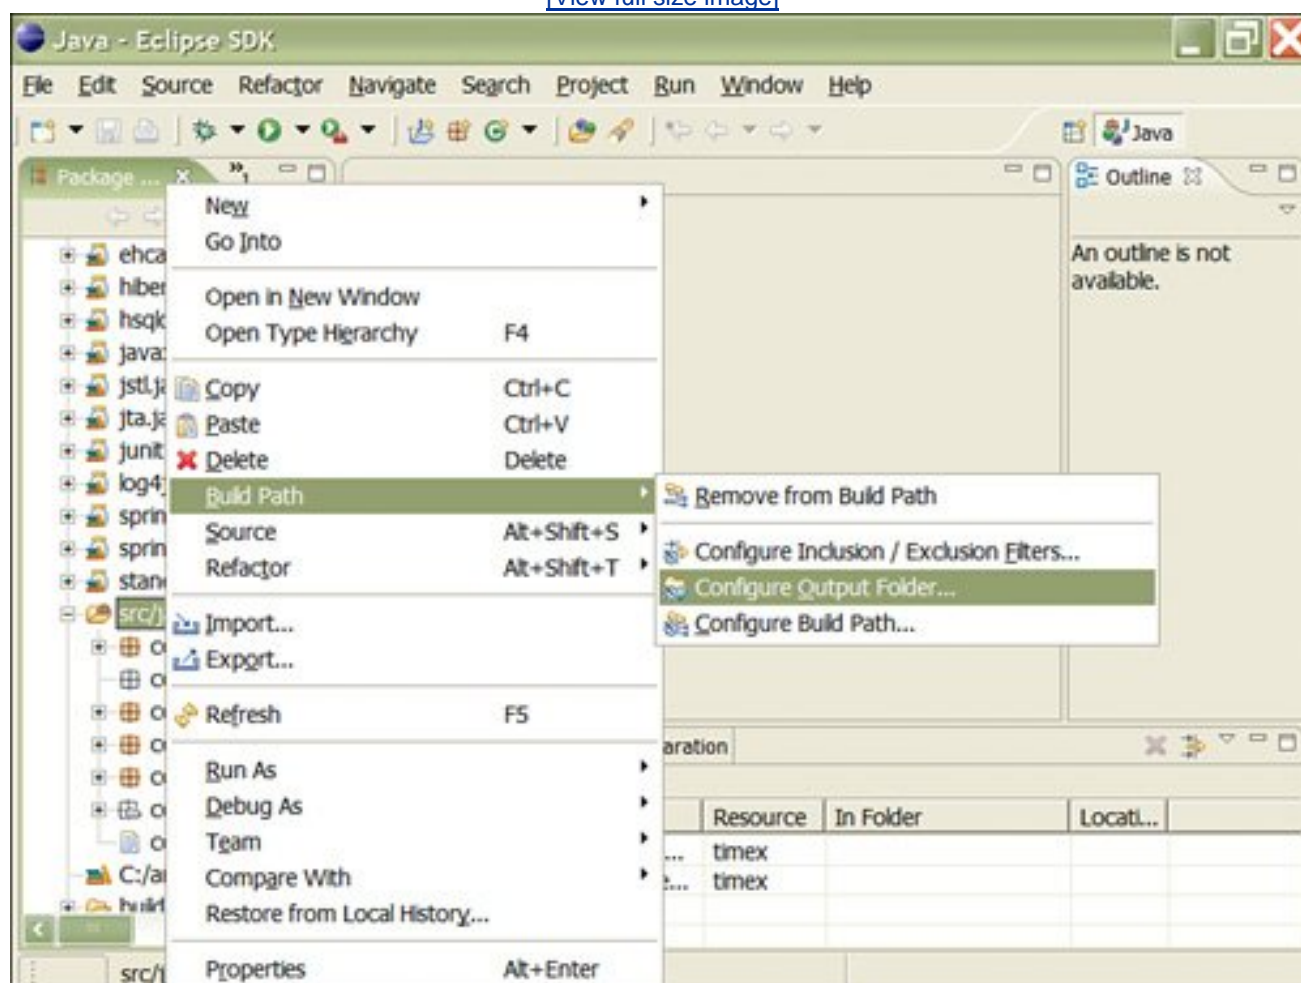 [View full size image]
Java - Eclipse SDK
File Edit Source Refactor Navigate Search Project Run Window Help
Java
Package ... »1
Outline
An outline is not
available.
ehca
hiber
hsqlc
java
jstl.ja
jta.ja
junit
log4j
sprin
sprin
stan
src/j
C:/a
build
New
Go Into
Open in New Window
Open Type Hierarchy F4
Copy Ctrl+C
Paste Ctrl+V
Delete Delete
Build Path
Source Alt+Shift+S
Refactor Alt+Shift+T
Import...
Export...
Refresh F5
Run As
Debug As
Team
Compare With
Restore from Local History...
Properties Alt+Enter
Remove from Build Path
Configure Inclusion / Exclusion Filters...
Configure Output Folder...
Configure Build Path...
aration
Resource In Folder Locati...
... timex
e... timex
src/j